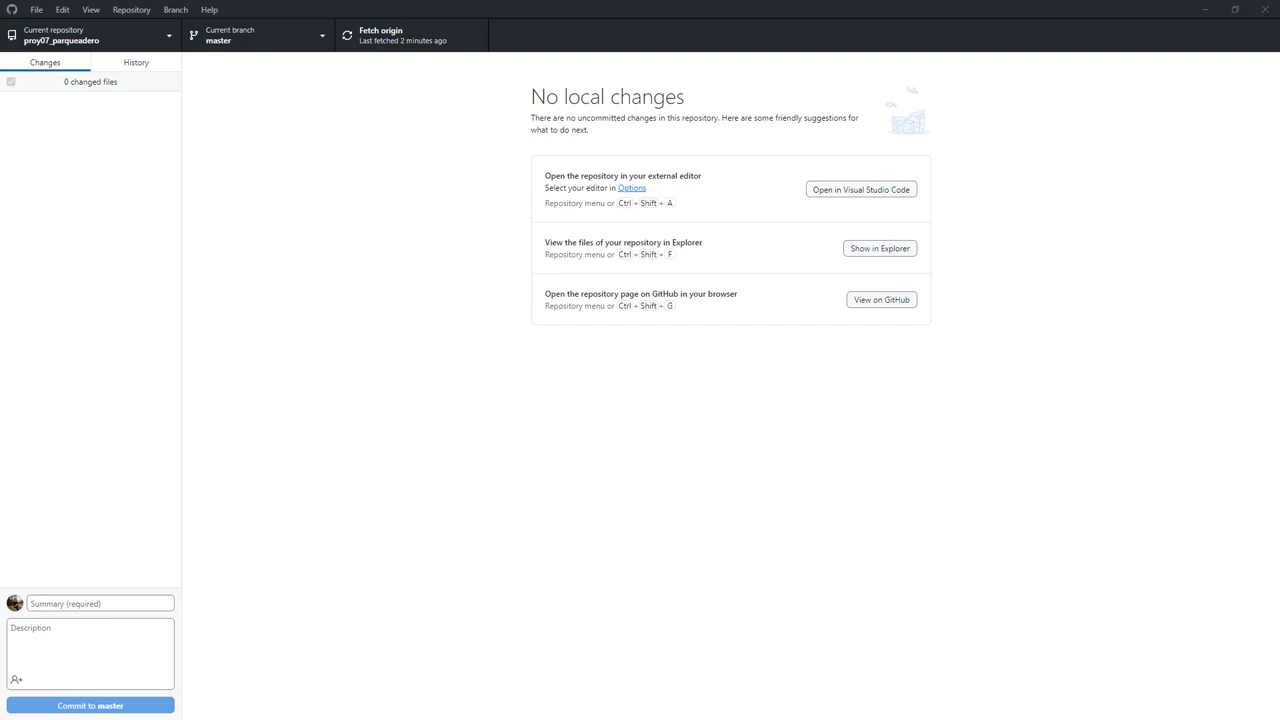 File Edit View Repository Branch Help
Current repository
proy07_parqueadero
Current branch
master
Fetch origin
Last fetched 2 minutes ago
Changes History
0 changed files
No local changes
There are no uncommitted changes in this repository. Here are some friendly suggestions for
what to do next.
Open the repository in your external editor
Select your editor in Options
Repository menu or Ctrl + Shift + A
Open in Visual Studio Code
View the files of your repository in Explorer
Repository menu or Ctrl + Shift + F
Show in Explorer
Open the repository page on GitHub in your browser
Repository menu or Ctrl + Shift + G
View on GitHub
Summary (required)
Description
Commit to master